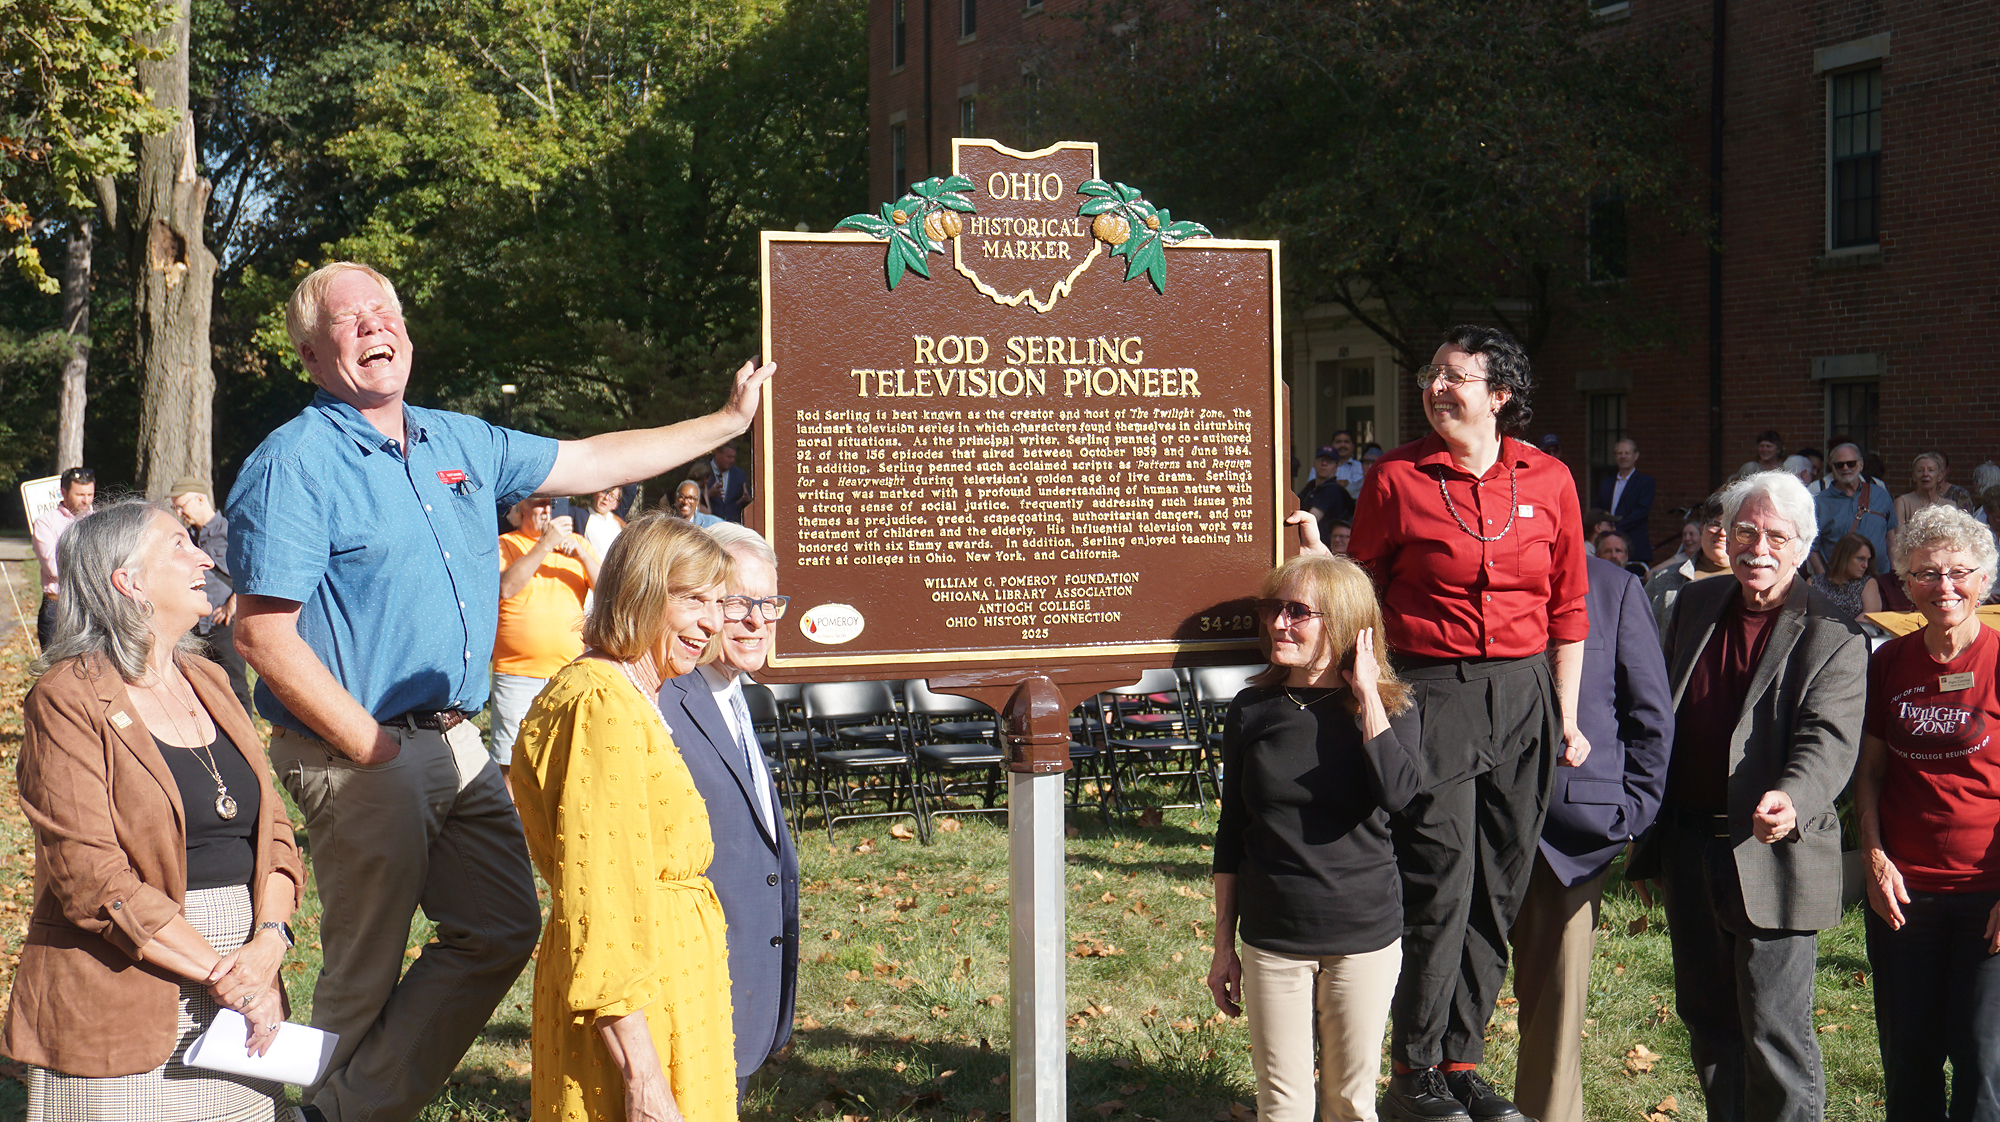 OHIO
HISTORICAL
MARKER
ROD SERLING
TELEVISION PIONEER
Rod Serling is best known as the creator and host of The Twilight Zone, the
landmark television series in which characters found themselves in disturbing
moral situations. As the principal writer, Serling penned or co-authored
92 of the 156 episodes that aired between October 1959 and June 1964.
In addition, Serling penned such acclaimed scripts as Patterns and Requiem
for a Heavyweight during television's golden age of live drama. Serling's
writing was marked with a profound understanding of human nature with
a strong sense of social justice, frequently addressing such issues and
themes as prejudice, greed, scapegoating, authoritarian dangers, and our
treatment of children and the elderly. His influential television work was
honored with six Emmy awards. In addition, Serling enjoyed teaching his
craft at colleges in Ohio, New York, and California.
WILLIAM G. POMEROY FOUNDATION
OHIOANA LIBRARY ASSOCIATION
ANTIOCH COLLEGE
OHIO HISTORY CONNECTION
2025
POMEROY
34-29
OF THE
TWILIGHT
ZONE
COLLEGE REUNION